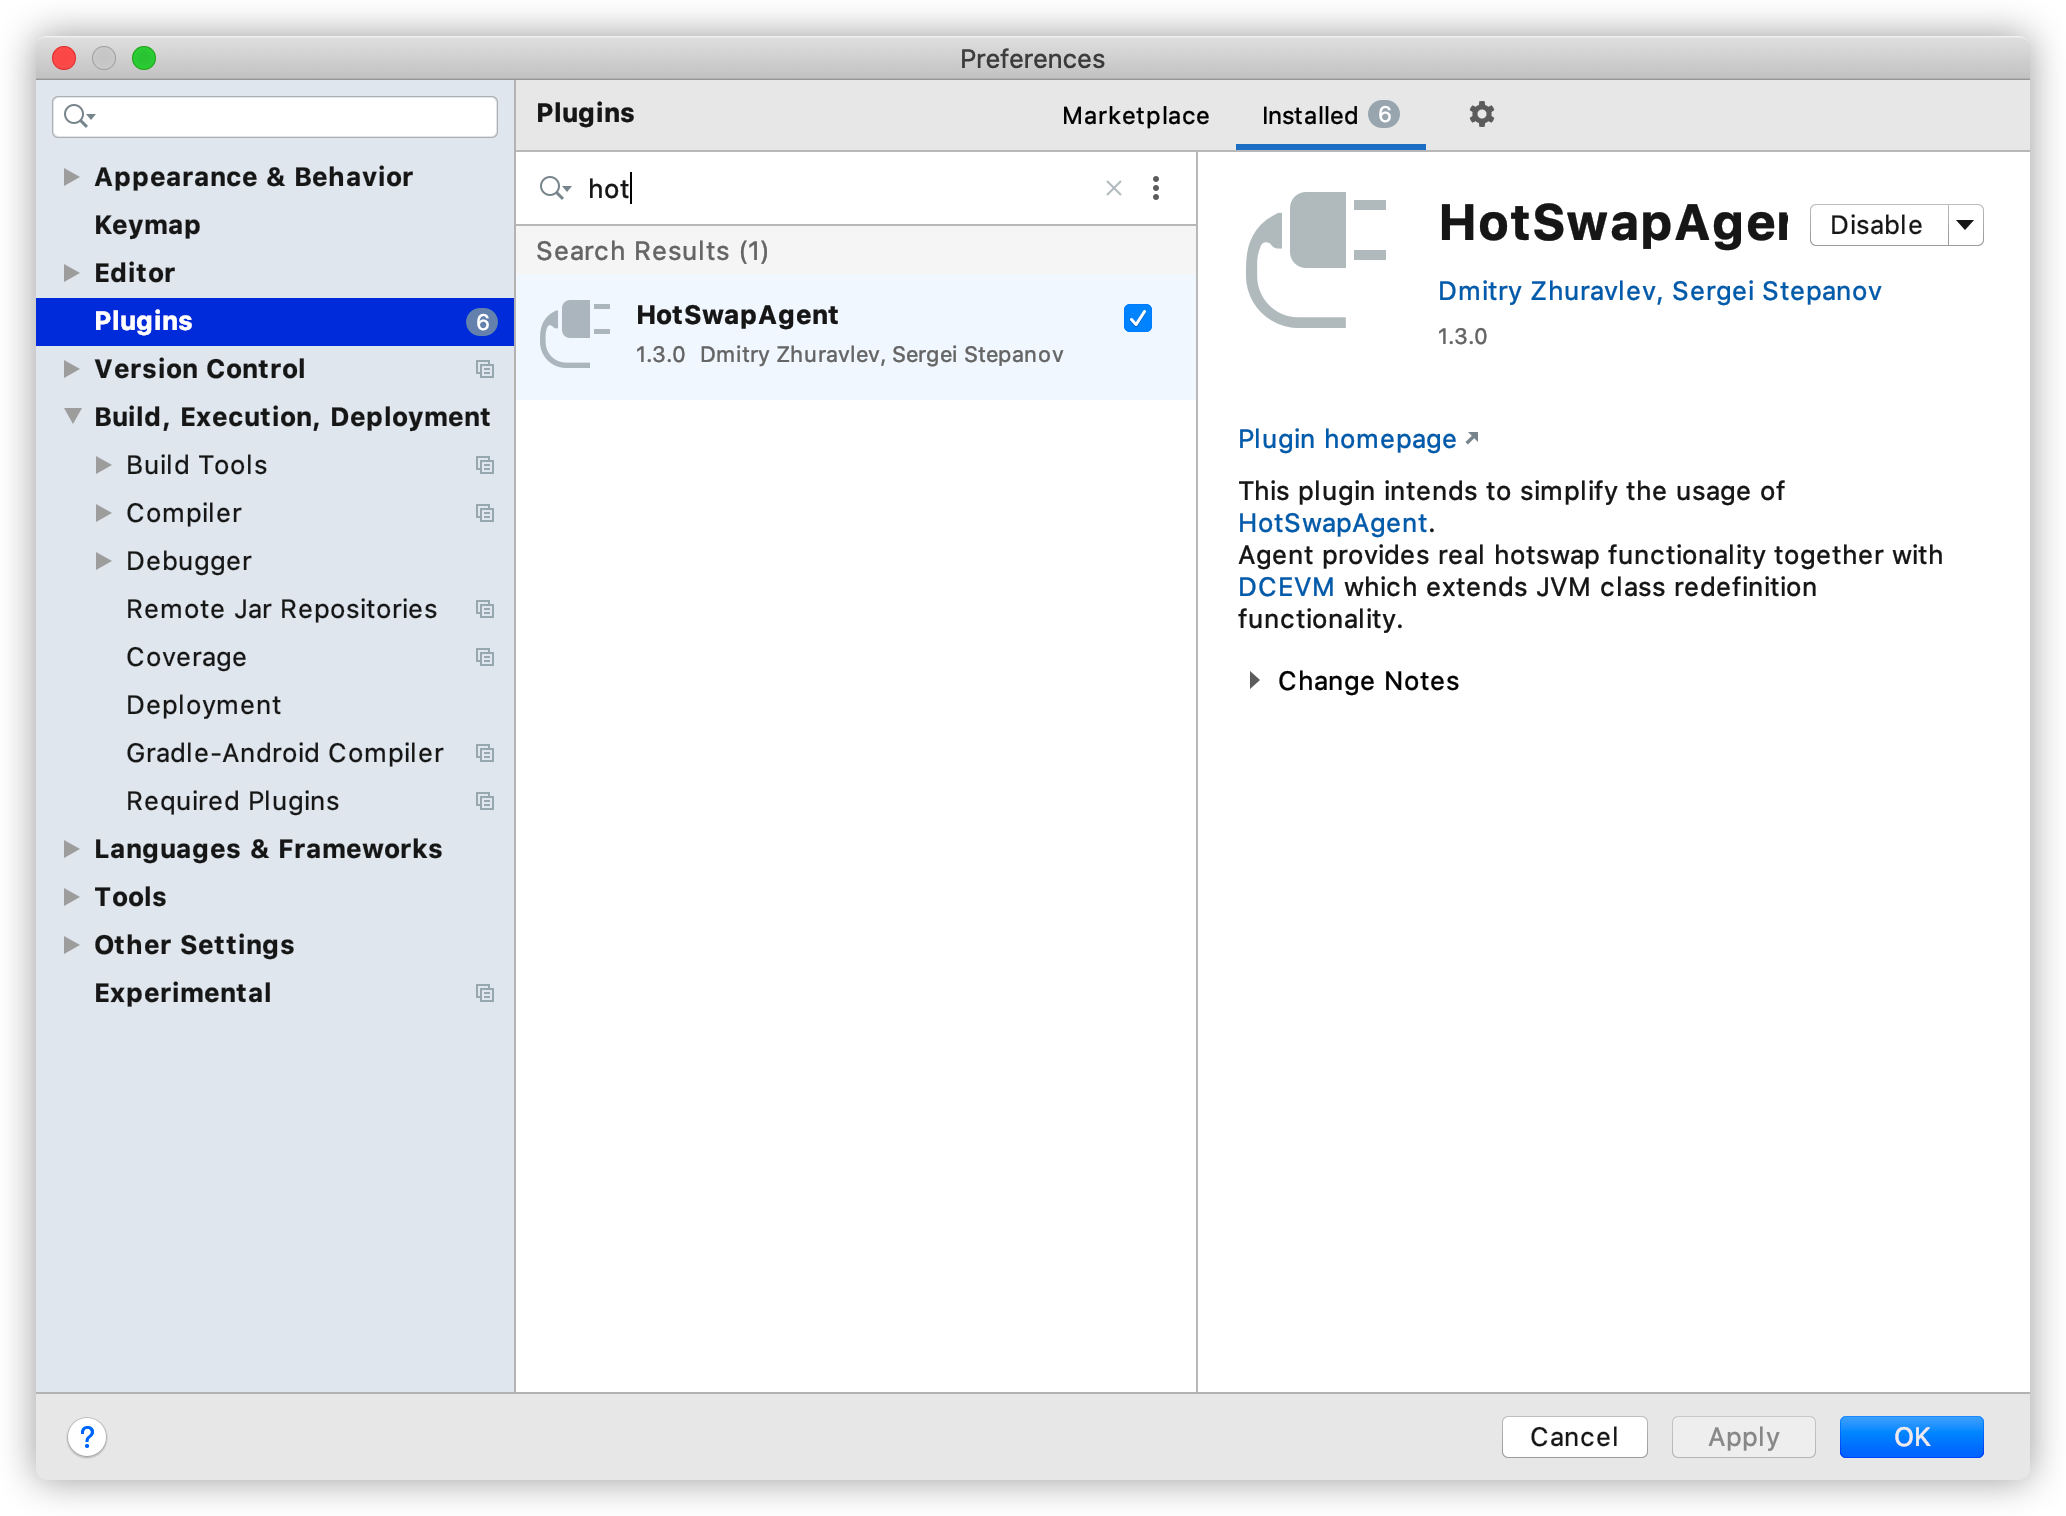 Preferences
Appearance & Behavior
Keymap
Editor
Plugins 6
Version Control
Build, Execution, Deployment
Build Tools
Compiler
Debugger
Remote Jar Repositories
Coverage
Deployment
Gradle-Android Compiler
Required Plugins
Languages & Frameworks
Tools
Other Settings
Experimental
Plugins
Marketplace
Installed 6
hot
Search Results (1)
HotSwapAgent
1.3.0 Dmitry Zhuravlev, Sergei Stepanov
HotSwapAger
Disable
Dmitry Zhuravlev, Sergei Stepanov
1.3.0
Plugin homepage
This plugin intends to simplify the usage of
HotSwapAgent.
Agent provides real hotswap functionality together with
DCEVM which extends JVM class redefinition
functionality.
Change Notes
?
Cancel
Apply
OK